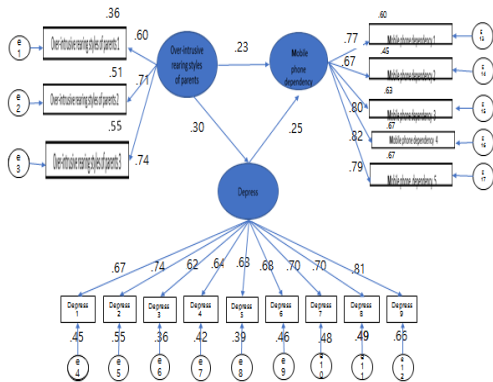 .36
.60
e
1
Over-intrusive rearing styles of parents 1
.51
.71
e
2
Over-intrusive rearing styles of parents2
.55
.74
e
3
Over-intrusive rearing styles of parents 3
Over-intrusive
rearing styles
of parents
.23
Mobile
phone
dependency
.30
.25
Depress
.60
.77
Mobile phone dependency 1
.45
.67
Mobile phone dependency 2
.63
.80
Mobile phone dependency 3
.67
.82
Mobile phone dependency 4
.67
.79
Mobile phone dependency 5
.67
.74
62
.64
.63
.68
.70
.70
.81
Depress
1
Depress
2
Depress
3
Depress
4
Depress
5
Depress
6
Depress
7
Depress
8
Depress
9
.45
.55
.36
.42
.39
.46
.48
.49
.66
e
4
e
5
e
6
e
7
e
8
e
9
e
1
0
e
1
1
e
1
2